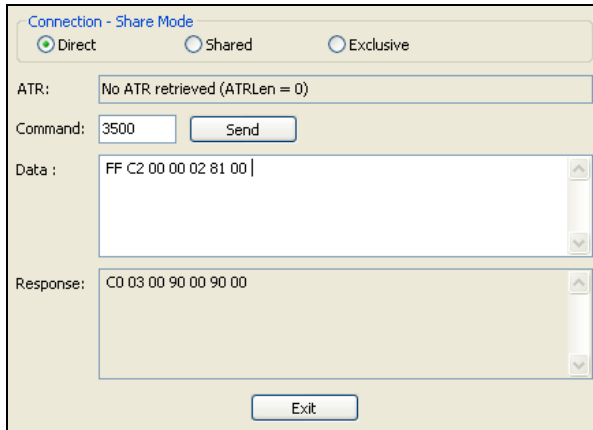 Connection - Share Mode
Direct Shared Exclusive
ATR: No ATR retrieved (ATRLen = 0)
Command: 3500 Send
Data : FF C2 00 00 02 81 00
Response: C0 03 00 90 00 90 00
Exit